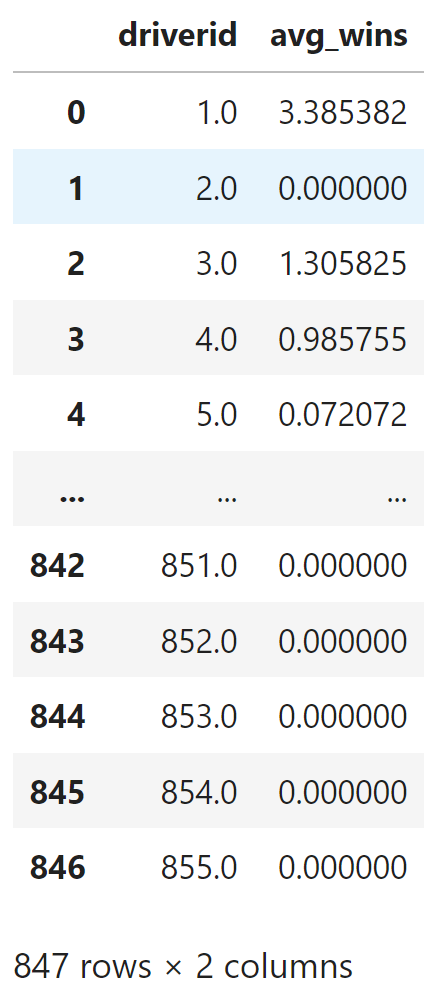 driverid avg_wins
0 1.0 3.385382
1 2.0 0.000000
2 3.0 1.305825
3 4.0 0.985755
4 5.0 0.072072
... ... ...
842 851.0 0.000000
843 852.0 0.000000
844 853.0 0.000000
845 854.0 0.000000
846 855.0 0.000000
847 rows × 2 columns